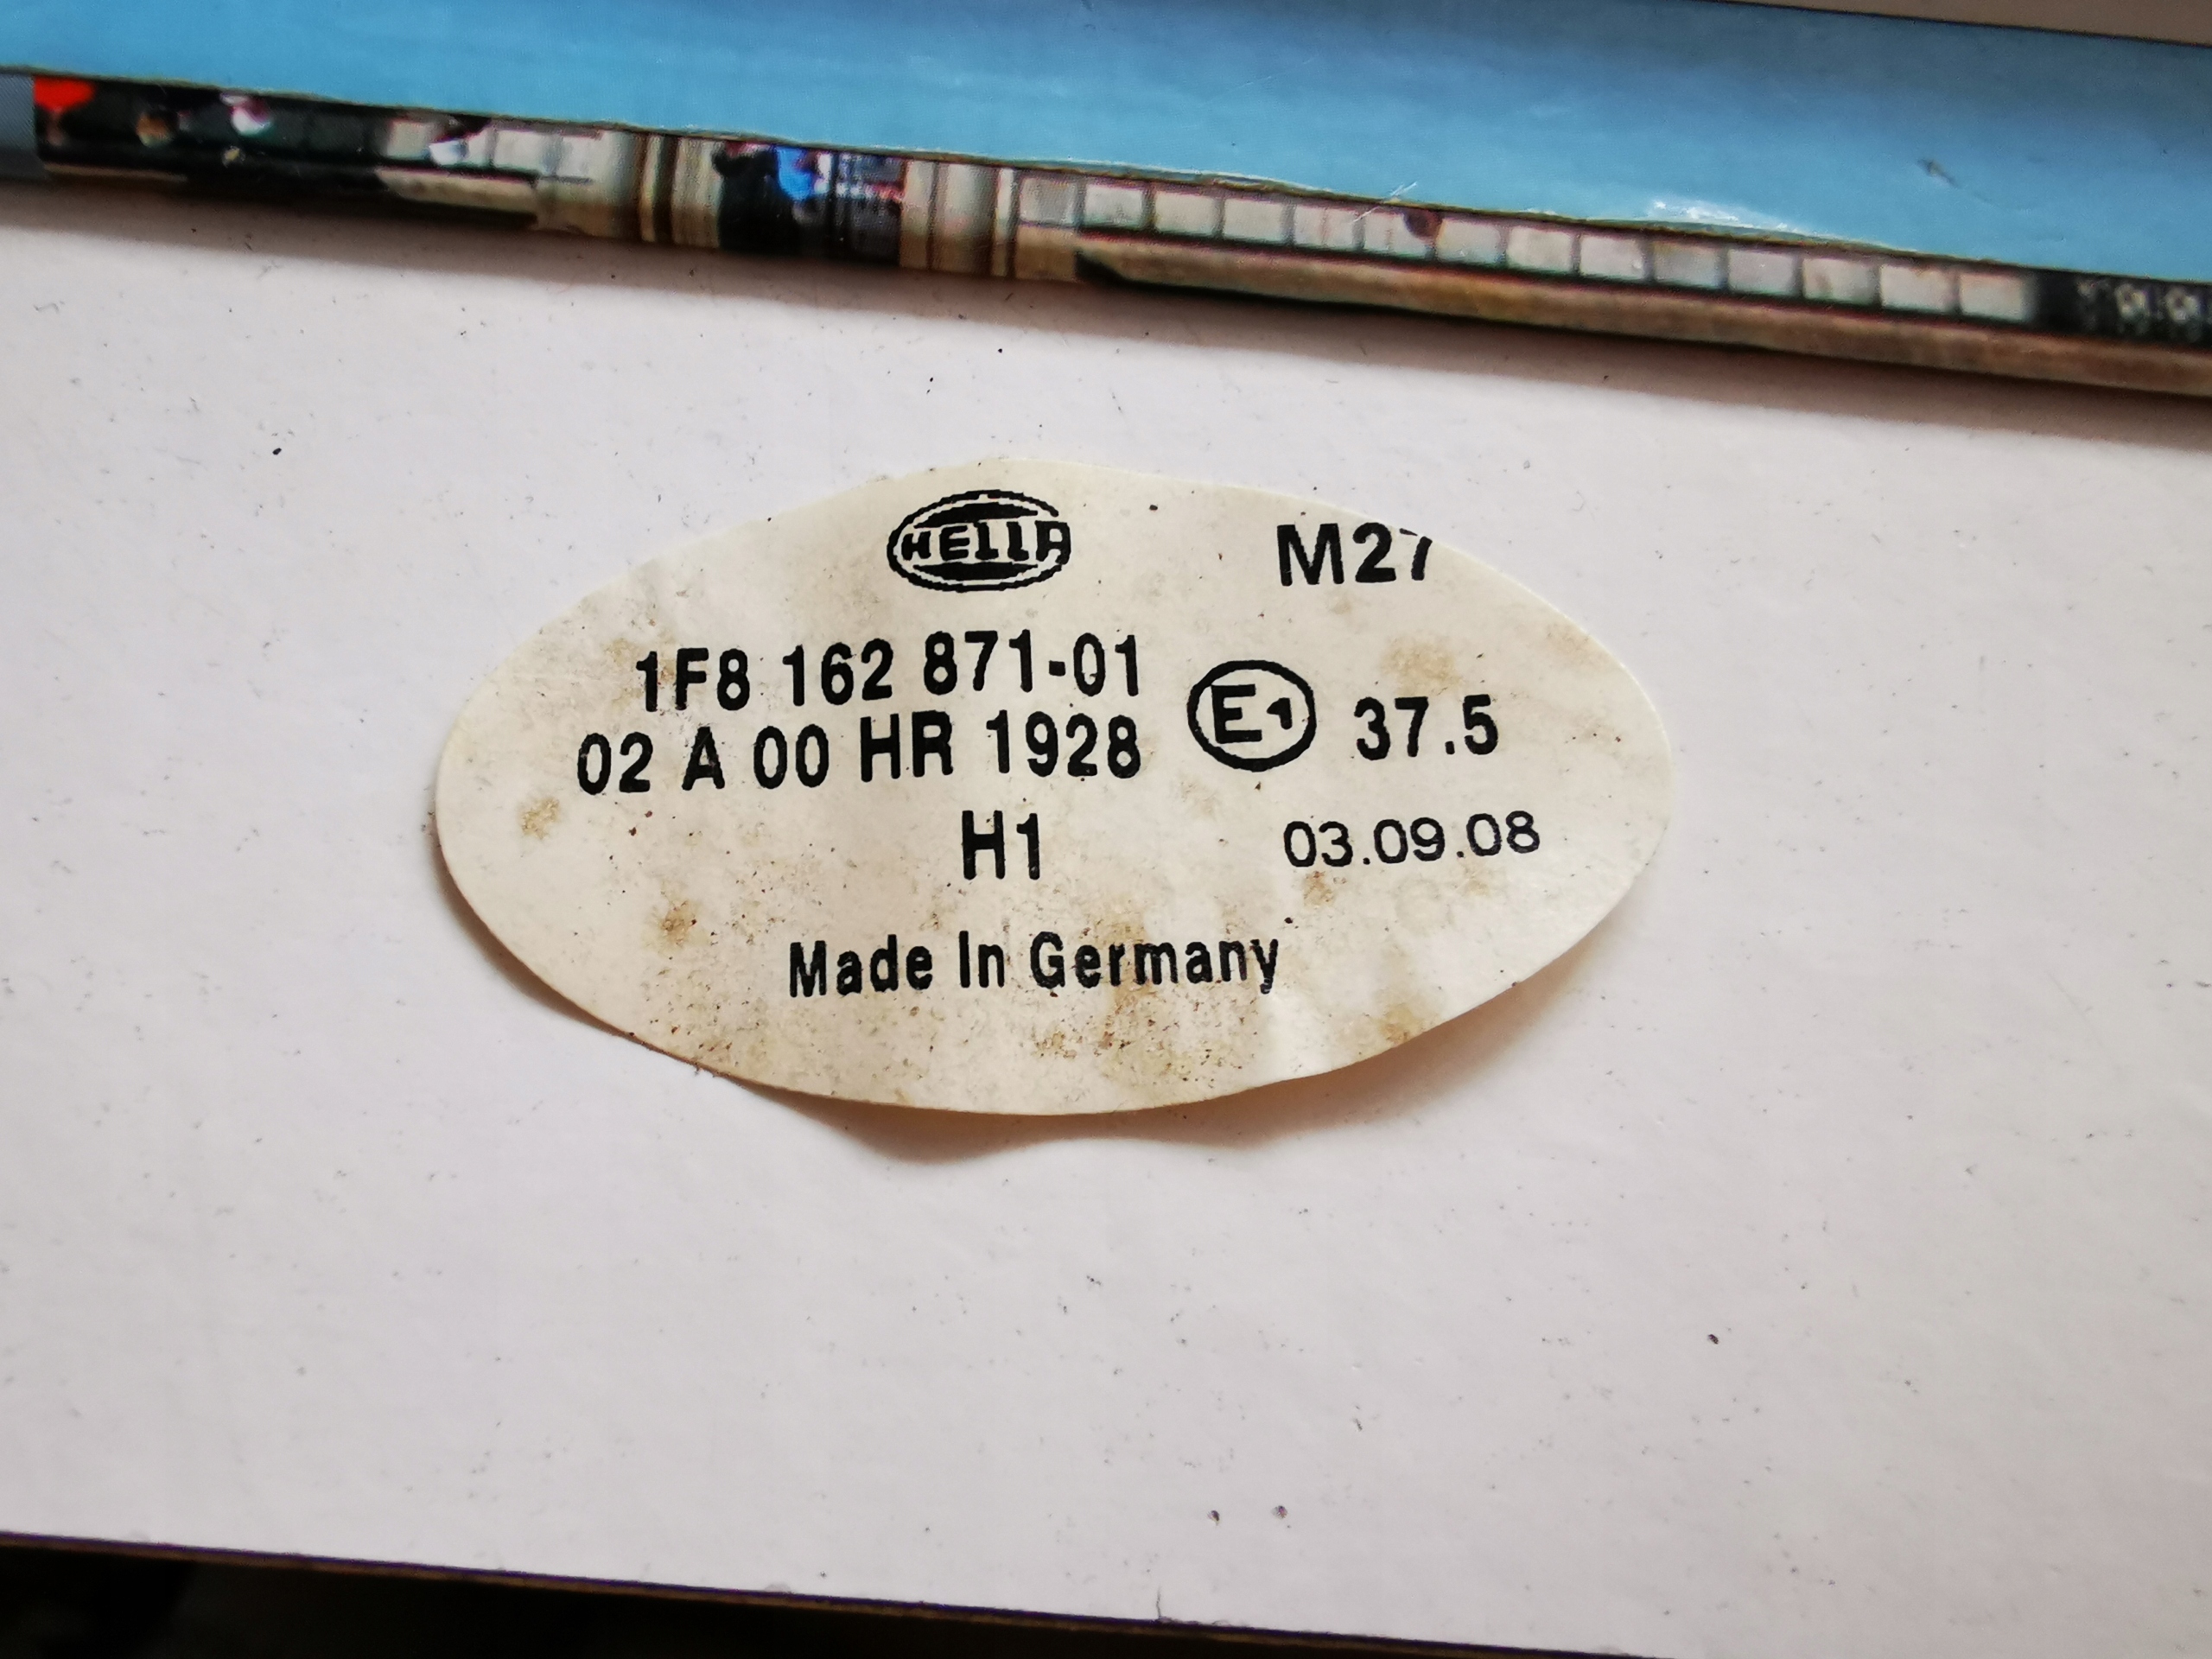 HELLA M27
1F8 162 871-01
E1 37.5
02 A 00 HR 1928
H1 03.09.08
Made In Germany